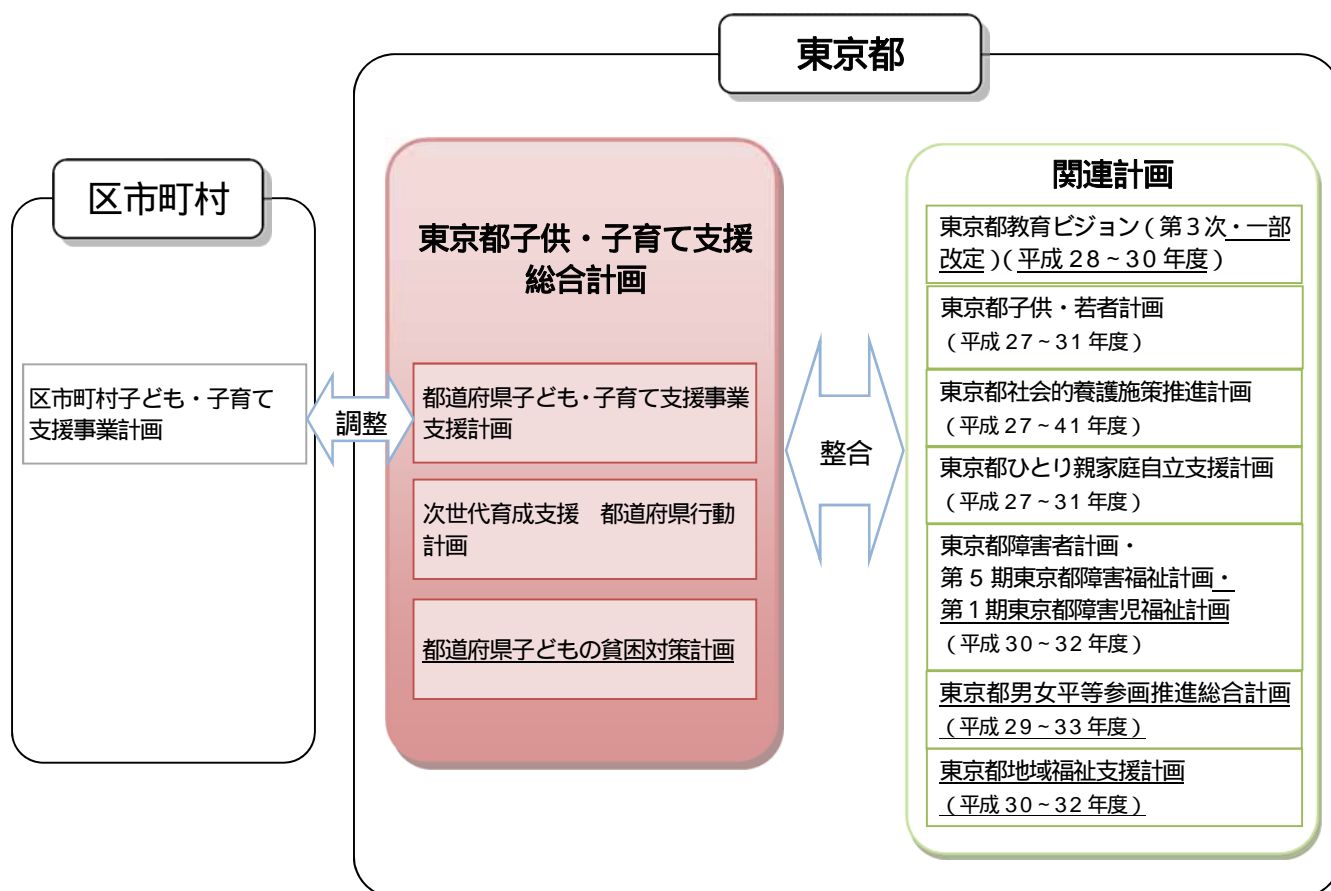 東京都
区市町村
区市町村子ども・子育て
支援事業計画
調整
東京都子供・子育て支援
総合計画
都道府県子ども・子育て支援事業
支援計画
次世代育成支援　都道府県行動
計画
都道府県子どもの貧困対策計画
整合
関連計画
東京都教育ビジョン(第3次・一部
改定)(平成28~30年度)
東京都子供・若者計画
(平成27~31年度)
東京都社会的養護施策推進計画
(平成27~41年度)
東京都ひとり親家庭自立支援計画
(平成27~31年度)
東京都障害者計画・
第5期東京都障害福祉計画・
第1期東京都障害児福祉計画
(平成30~32年度)
東京都男女平等参画推進総合計画
(平成29~33年度)
東京都地域福祉支援計画
(平成30~32年度)